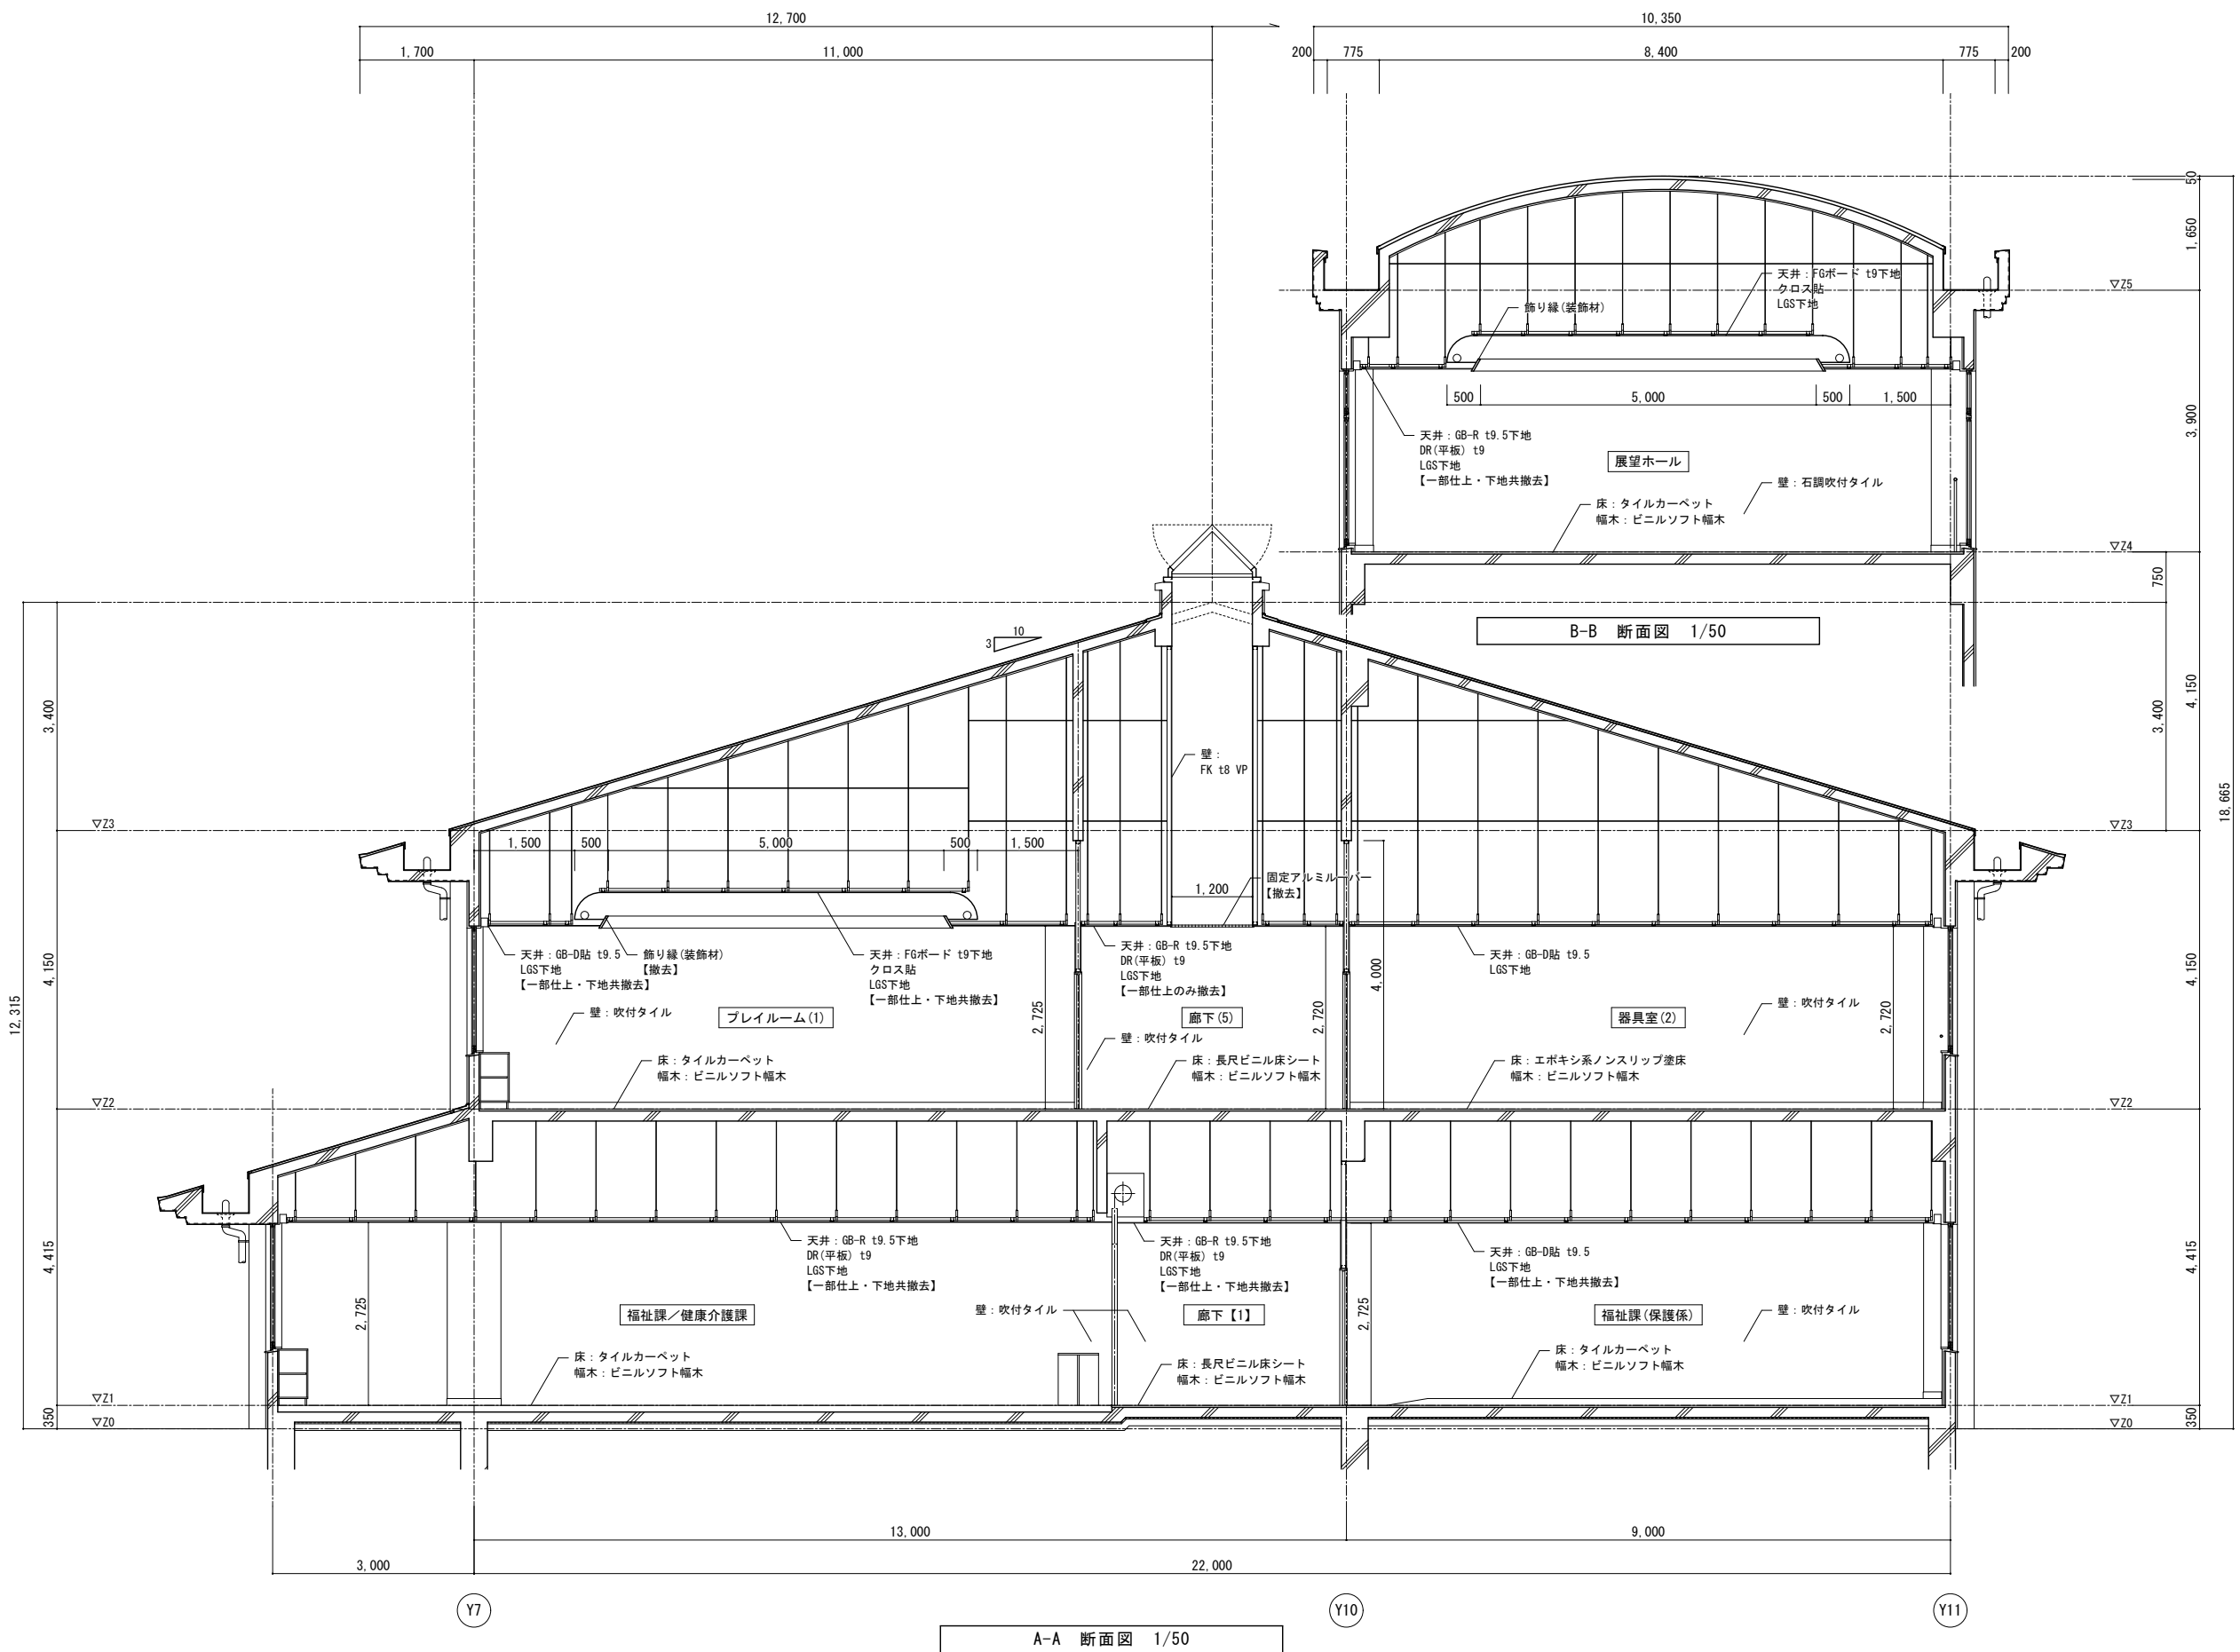 12,700
10,350
1,700
11,000
200
775
8,400
775
200
50
1,650
▽Z5
天井：FGボード t9下地
クロス貼
LGS下地
飾り縁(装飾材)
500
5,000
500
1,500
3,900
天井：GB-R t9.5下地
DR(平板) t9
LGS下地
【一部仕上・下地共撤去】
展望ホール
壁：石調吹付タイル
床：タイルカーペット
幅木：ビニルソフト幅木
▽Z4
750
B-B 断面図 1/50
10
3
3,400
4,150
3,400
壁：
FK t8 VP
18,665
▽Z3
▽Z3
1,500
500
5,000
500
1,500
固定アルミルーバー
【撤去】
1,200
天井：GB-D貼 t9.5
LGS下地
【一部仕上・下地共撤去】
飾り縁(装飾材)
【撤去】
天井：FGボード t9下地
クロス貼
LGS下地
【一部仕上・下地共撤去】
天井：GB-R t9.5下地
DR(平板) t9
LGS下地
【一部仕上のみ撤去】
4,000
天井：GB-D貼 t9.5
LGS下地
4,150
4,150
12,315
壁：吹付タイル
プレイルーム(1)
2,725
廊下(5)
2,720
器具室(2)
壁：吹付タイル
2,720
壁：吹付タイル
床：タイルカーペット
幅木：ビニルソフト幅木
床：長尺ビニル床シート
幅木：ビニルソフト幅木
床：エポキシ系ノンスリップ塗床
幅木：ビニルソフト幅木
▽Z2
▽Z2
4,415
4,415
天井：GB-R t9.5下地
DR(平板) t9
LGS下地
【一部仕上・下地共撤去】
天井：GB-R t9.5下地
DR(平板) t9
LGS下地
【一部仕上・下地共撤去】
天井：GB-D貼 t9.5
LGS下地
【一部仕上・下地共撤去】
2,725
福祉課／健康介護課
壁：吹付タイル
廊下【1】
2,725
福祉課(保護係)
壁：吹付タイル
床：タイルカーペット
幅木：ビニルソフト幅木
床：長尺ビニル床シート
幅木：ビニルソフト幅木
床：タイルカーペット
幅木：ビニルソフト幅木
▽Z1
▽Z1
350
▽Z0
▽Z0
350
13,000
9,000
3,000
22,000
Y7
Y10
Y11
A-A 断面図 1/50